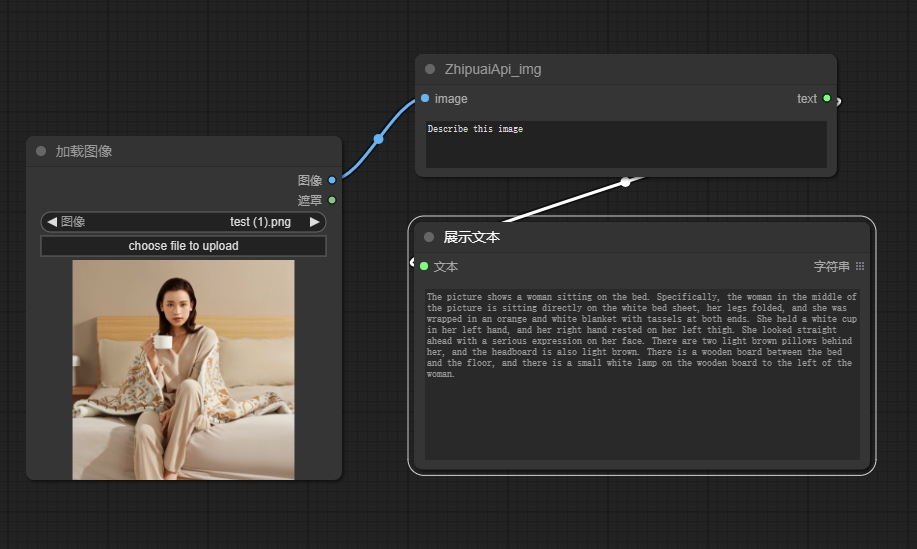 加载图像
图像
遮罩
图像 test (1).png
choose file to upload
ZhipuaiApi_img
image text
Describe this image
展示文本
文本 字符串
The picture shows a woman sitting on the bed. Specifically, the woman in the middle of
the picture is sitting directly on the white bed sheet, her legs folded, and she was
wrapped in an orange and white blanket with tassels at both ends. She held a white cup
in her left hand, and her right hand rested on her left thigh. She looked straight
ahead with a serious expression on her face. There are two light brown pillows behind
her, and the headboard is also light brown. There is a wooden board between the bed
and the floor, and there is a small white lamp on the wooden board to the left of the
woman.